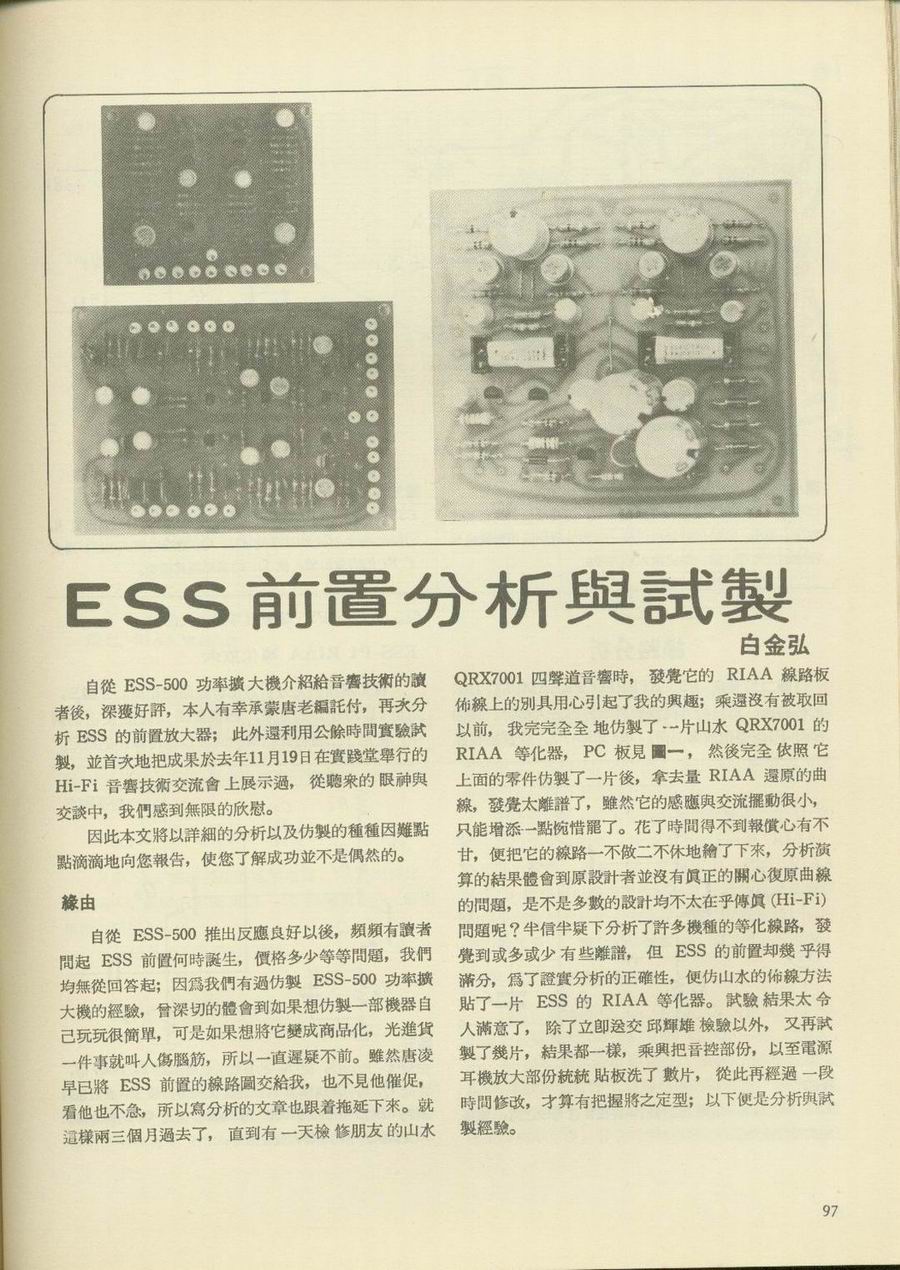 ESS前置分析與試製
白金弘
自從 ESS-500 功率擴大機介紹給音響技術的讀
者後，深獲好評，本人有幸承蒙唐老編託付，再次分
析 ESS 的前置放大器；此外還利用公餘時間實驗試
製，並首次地把成果於去年11月19日在實踐堂舉行的
Hi-Fi 音響技術交流會上展示過，從聽來的眼神與
交談中，我們感到無限的欣慰。
因此本文將以詳細的分析以及仿製的種種困難點
點滴滴地向您報告，使您了解成功並不是偶然的。
緣由
自從 ESS-500 推出反應良好以後，頻頻有讀者
問起 ESS 前置何時誕生，價格多少等等問題，我們
均無從回答起；因爲我們有過仿製 ESS-500 功率擴
大機的經驗，曾深切的體會到如果想仿製一部機器自
己玩玩很簡單，可是如果想將它變成商品化，光進貨
一件事就叫人傷腦筋，所以一直遲疑不前。雖然唐凌
早已將 ESS 前置的線路圖交給我，也不見他催促，
看他也不急，所以寫分析的文章也跟着拖延下來。就
這樣兩三個月過去了，直到有一天檢修朋友的山水
QRX7001 四聲道音響時，發覺它的 RIAA 線路板
佈線上的別具用心引起了我的興趣；乘還沒有被取回
以前，我完完全全地仿製了一片山水 QRX7001 的
RIAA 等化器，PC 板見圖一，然後完全依照它
上面的零件仿製了一片後，拿去量 RIAA 還原的曲
線，發覺太離譜了，雖然它的感應與交流擺動很小，
只能增添一點惋惜罷了。花了時間得不到報償心有不
甘，便把它的線路一不做二不休地繪了下來，分析演
算的結果體會到原設計者並沒有眞正的關心復原曲線
的問題，是不是多數的設計均不太在乎傳眞 (Hi-Fi)
問題呢？半信半疑下分析了許多機種的等化線路，發
覺到或多或少有些離譜，但 ESS 的前置却幾乎得
滿分，爲了證實分析的正確性，便仿山水的佈線方法
貼了一片 ESS 的 RIAA 等化器。試驗結果太令
人滿意了，除了立卽送交邱輝雄檢驗以外，又再試
製了幾片，結果都一樣，乘興把音控部份，以至電源
耳機放大部份統統貼板洗了數片，從此再經過一段
時間修改，才算有把握將之定型；以下便是分析與試
製經驗。
97